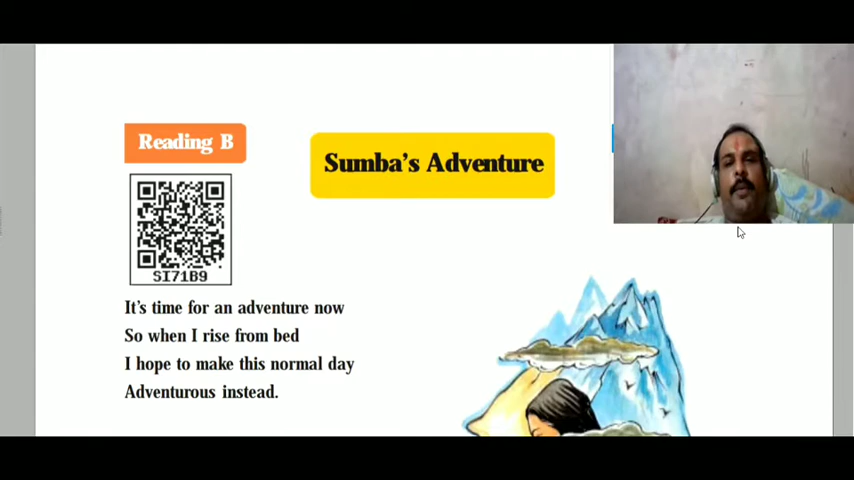 Reading B
Sumba's Adventure
SI71B9
It's time for an adventure now
So when I rise from bed
I hope to make this normal day
Adventurous instead.